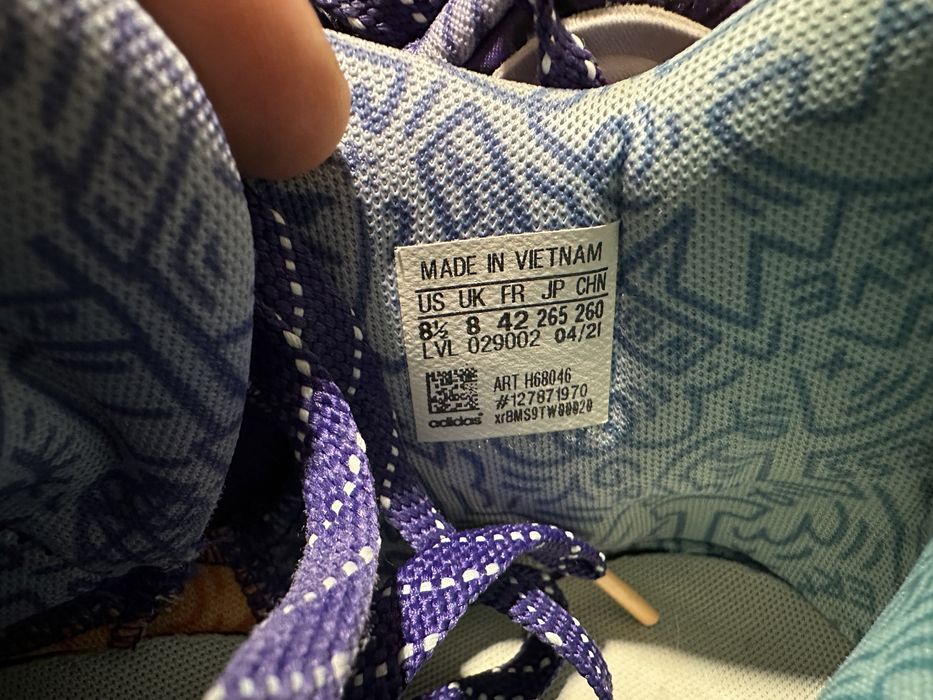 MADE IN VIETNAM
US UK FR JP CHN
8½ 8 42 265 260
LVL 029002 04/21
ART H68046
#127871970
adidas